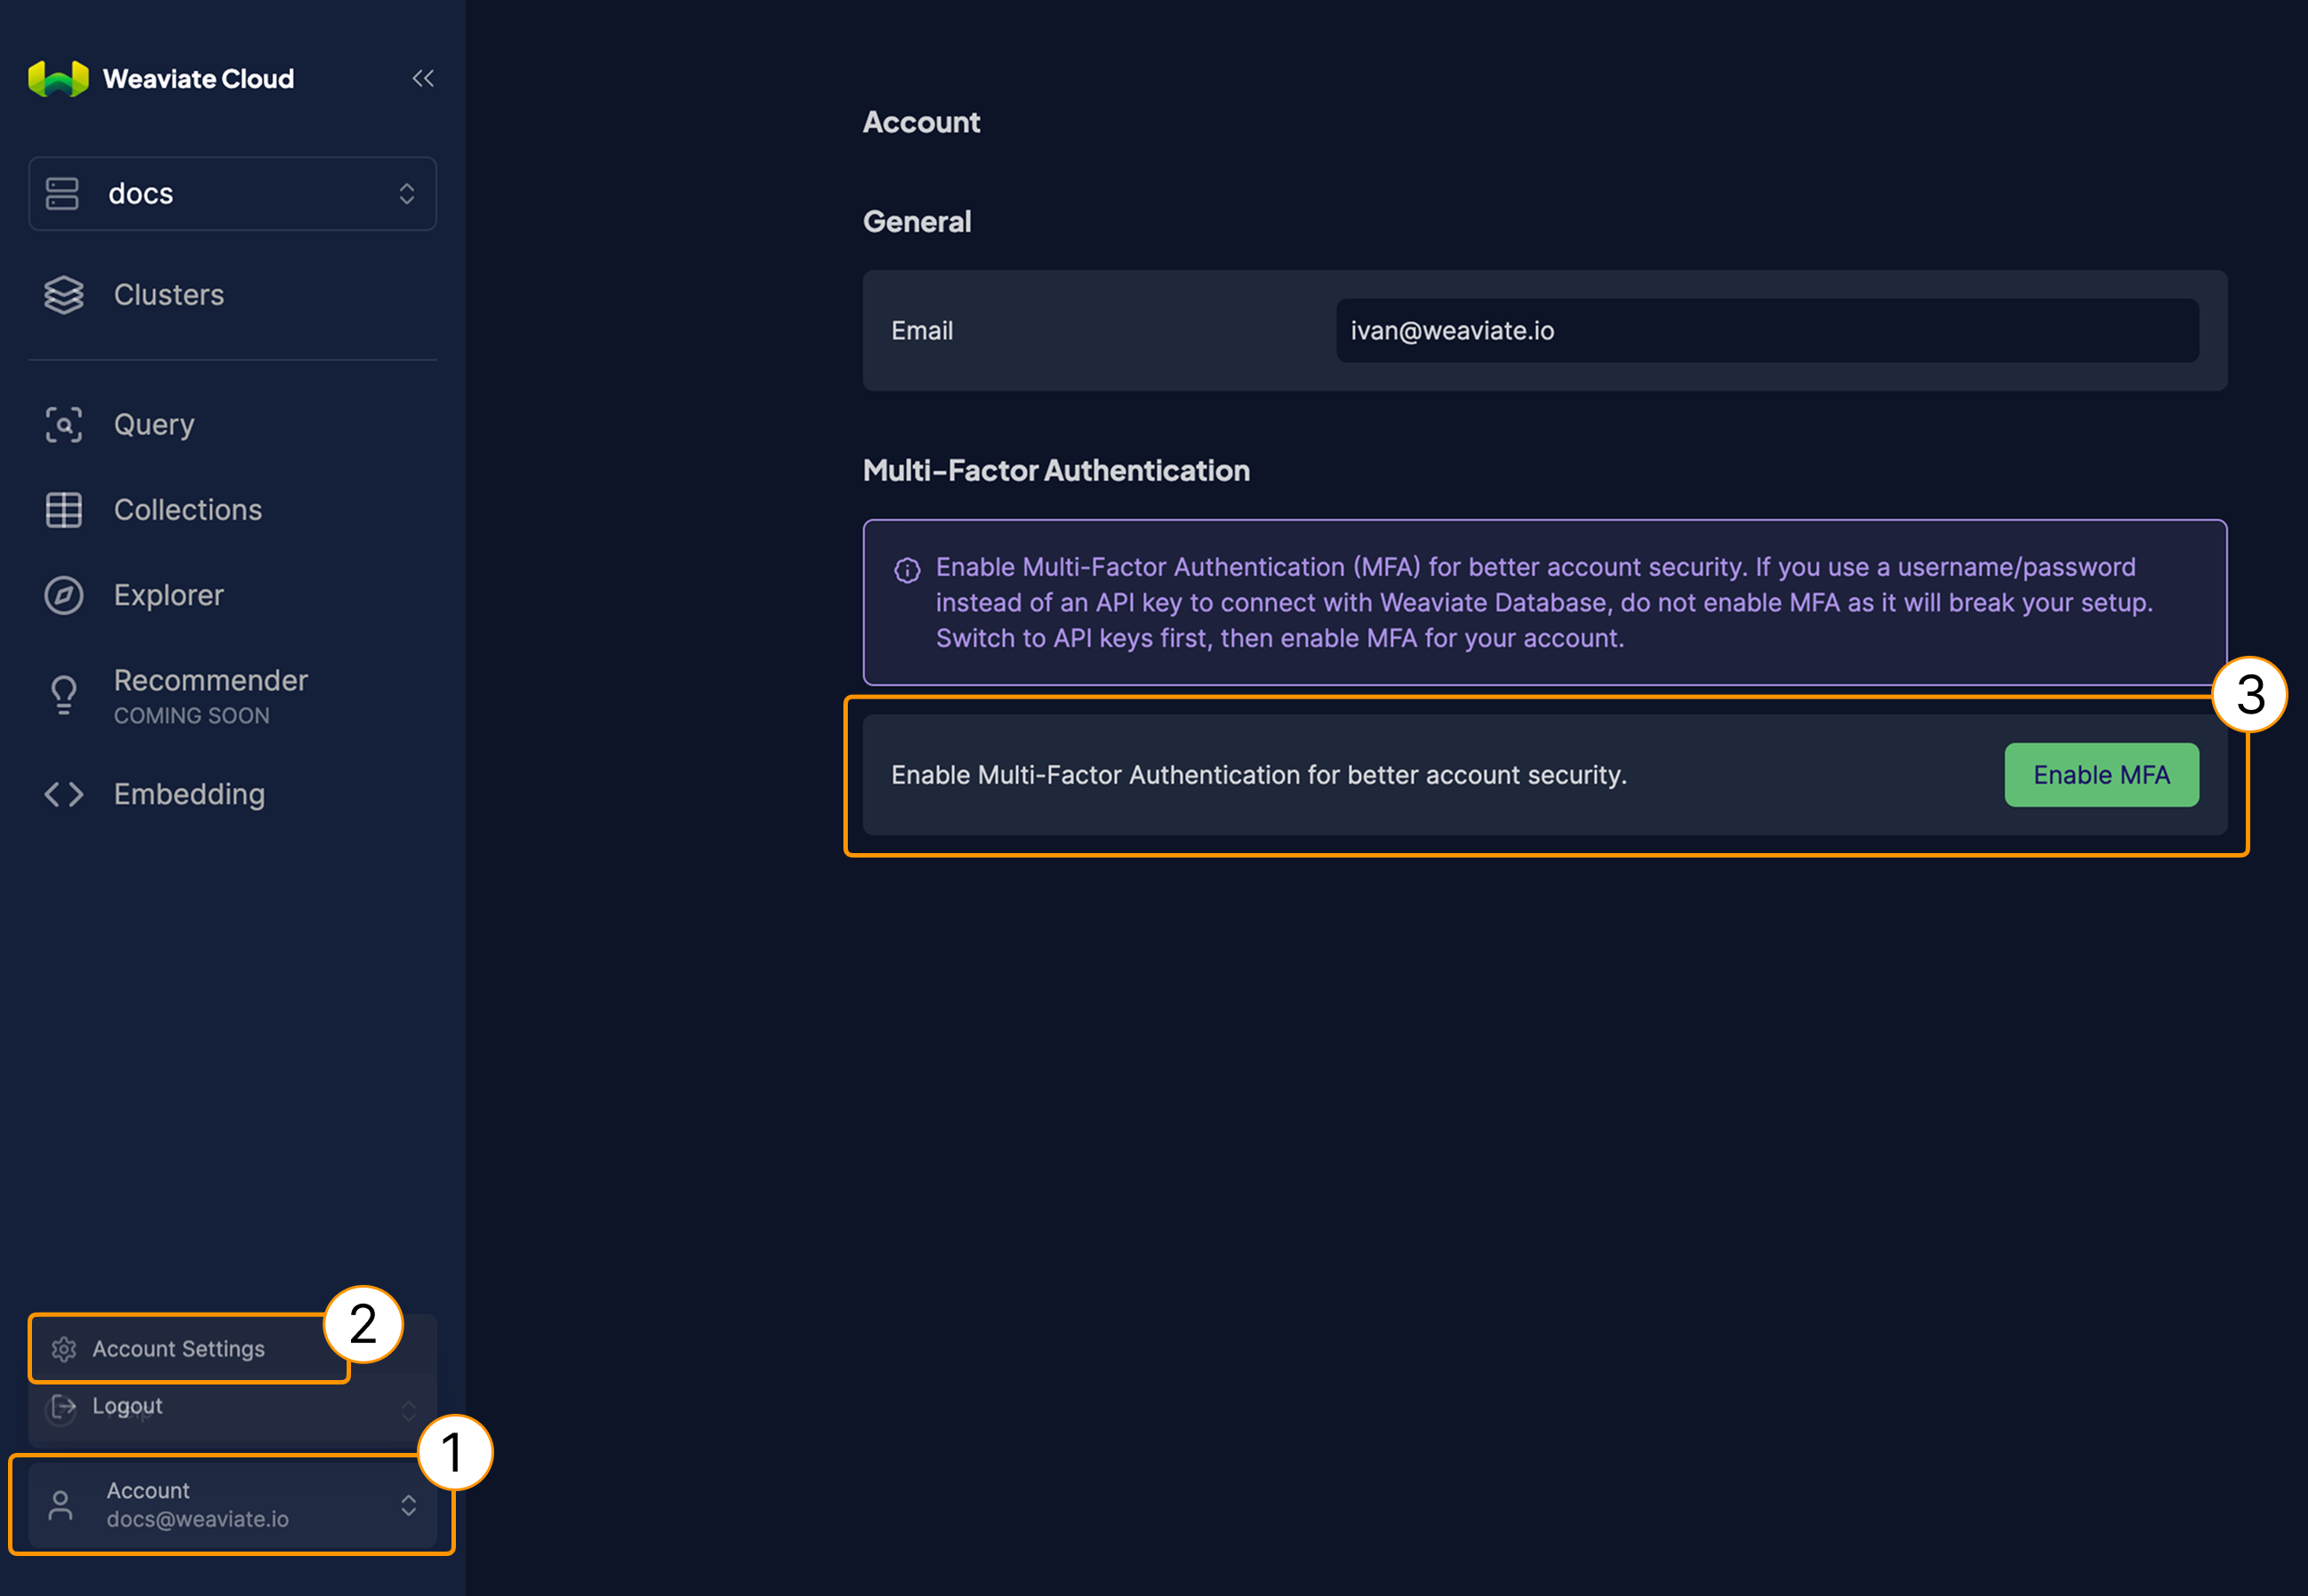 Weaviate Cloud
docs
Clusters
Query
Collections
Explorer
Recommender
COMING SOON
Embedding
2
Account Settings
Logout
1
Account
docs@weaviate.io
Account
General
Email
ivan@weaviate.io
Multi-Factor Authentication
Enable Multi-Factor Authentication (MFA) for better account security. If you use a username/password
instead of an API key to connect with Weaviate Database, do not enable MFA as it will break your setup.
Switch to API keys first, then enable MFA for your account.
3
Enable Multi-Factor Authentication for better account security.
Enable MFA